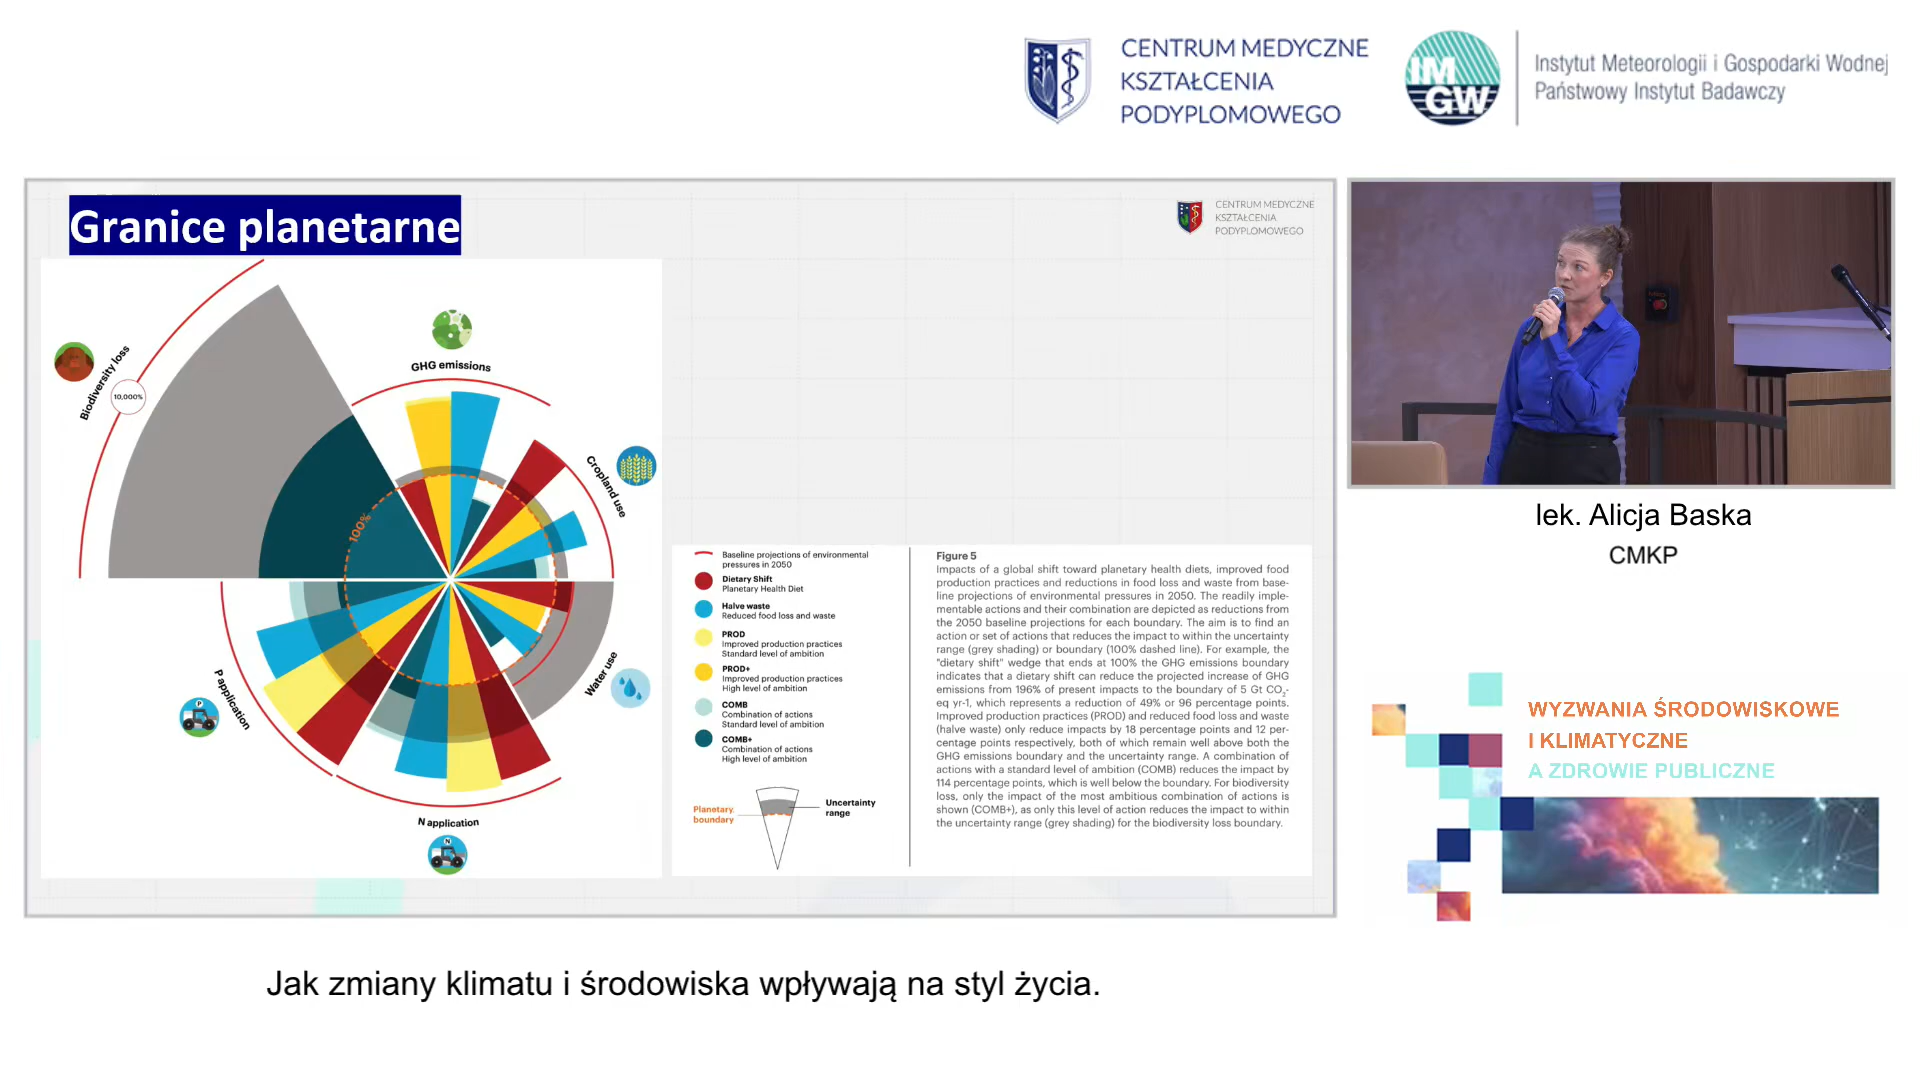 CENTRUM MEDYCZNE
KSZTAŁCENIA
PODYPLOMOWEGO
IM
GW
Instytut Meteorologii i Gospodarki Wodnej
Państwowy Instytut Badawczy
Granice planetarne
CENTRUM MEDYCZNE
KSZTAŁCENIA
PODYPLOMOWEGO
Biodiversity loss
10,000%
GHG emissions
Cropland use
100%
Water use
P application
P
N application
N
Baseline projections of environmental
pressures in 2050
Dietary Shift
Planetary Health Diet
Halve waste
Reduced food loss and waste
PROD
Improved production practices
Standard level of ambition
PROD+
Improved production practices
High level of ambition
COMB
Combination of actions
Standard level of ambition
COMB+
Combination of actions
High level of ambition
Planetary
boundary
Uncertainty
range
Figure 5
Impacts of a global shift toward planetary health diets, improved food
production practices and reductions in food loss and waste from base-
line projections of environmental pressures in 2050. The readily imple-
mentable actions and their combination are depicted as reductions from
the 2050 baseline projections for each boundary. The aim is to find an
action or set of actions that reduces the impact to within the uncertainty
range (grey shading) or boundary (100% dashed line). For example, the
"dietary shift" wedge that ends at 100% the GHG emissions boundary
indicates that a dietary shift can reduce the projected increase of GHG
emissions from 196% of present impacts to the boundary of 5 Gt CO₂-
eq yr-1, which represents a reduction of 49% or 96 percentage points.
Improved production practices (PROD) and reduced food loss and waste
(halve waste) only reduce impacts by 18 percentage points and 12 per-
centage points respectively, both of which remain well above both the
GHG emissions boundary and the uncertainty range. A combination of
actions with a standard level of ambition (COMB) reduces the impact by
114 percentage points, which is well below the boundary. For biodiversity
loss, only the impact of the most ambitious combination of actions is
shown (COMB+), as only this level of action reduces the impact to within
the uncertainty range (grey shading) for the biodiversity loss boundary.
lek. Alicja Baska
CMKP
WYZWANIA ŚRODOWISKOWE
I KLIMATYCZNE
A ZDROWIE PUBLICZNE
Jak zmiany klimatu i środowiska wpływają na styl życia.